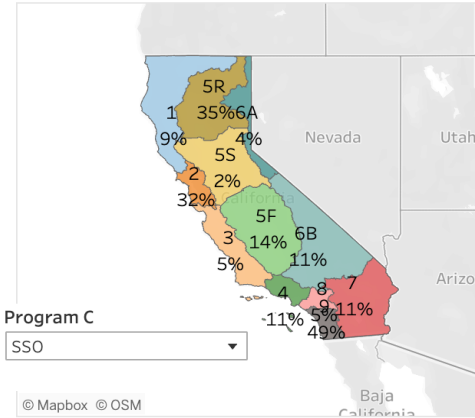 5R
35%
6A
4%
1
9%
Nevada
Utah
5S
2%
2
32%
California
5F
14%
6B
11%
3
5%
4
11%
8
5%
7
11%
9
49%
Arizo
Program C
SSO
© Mapbox © OSM
Baja
California